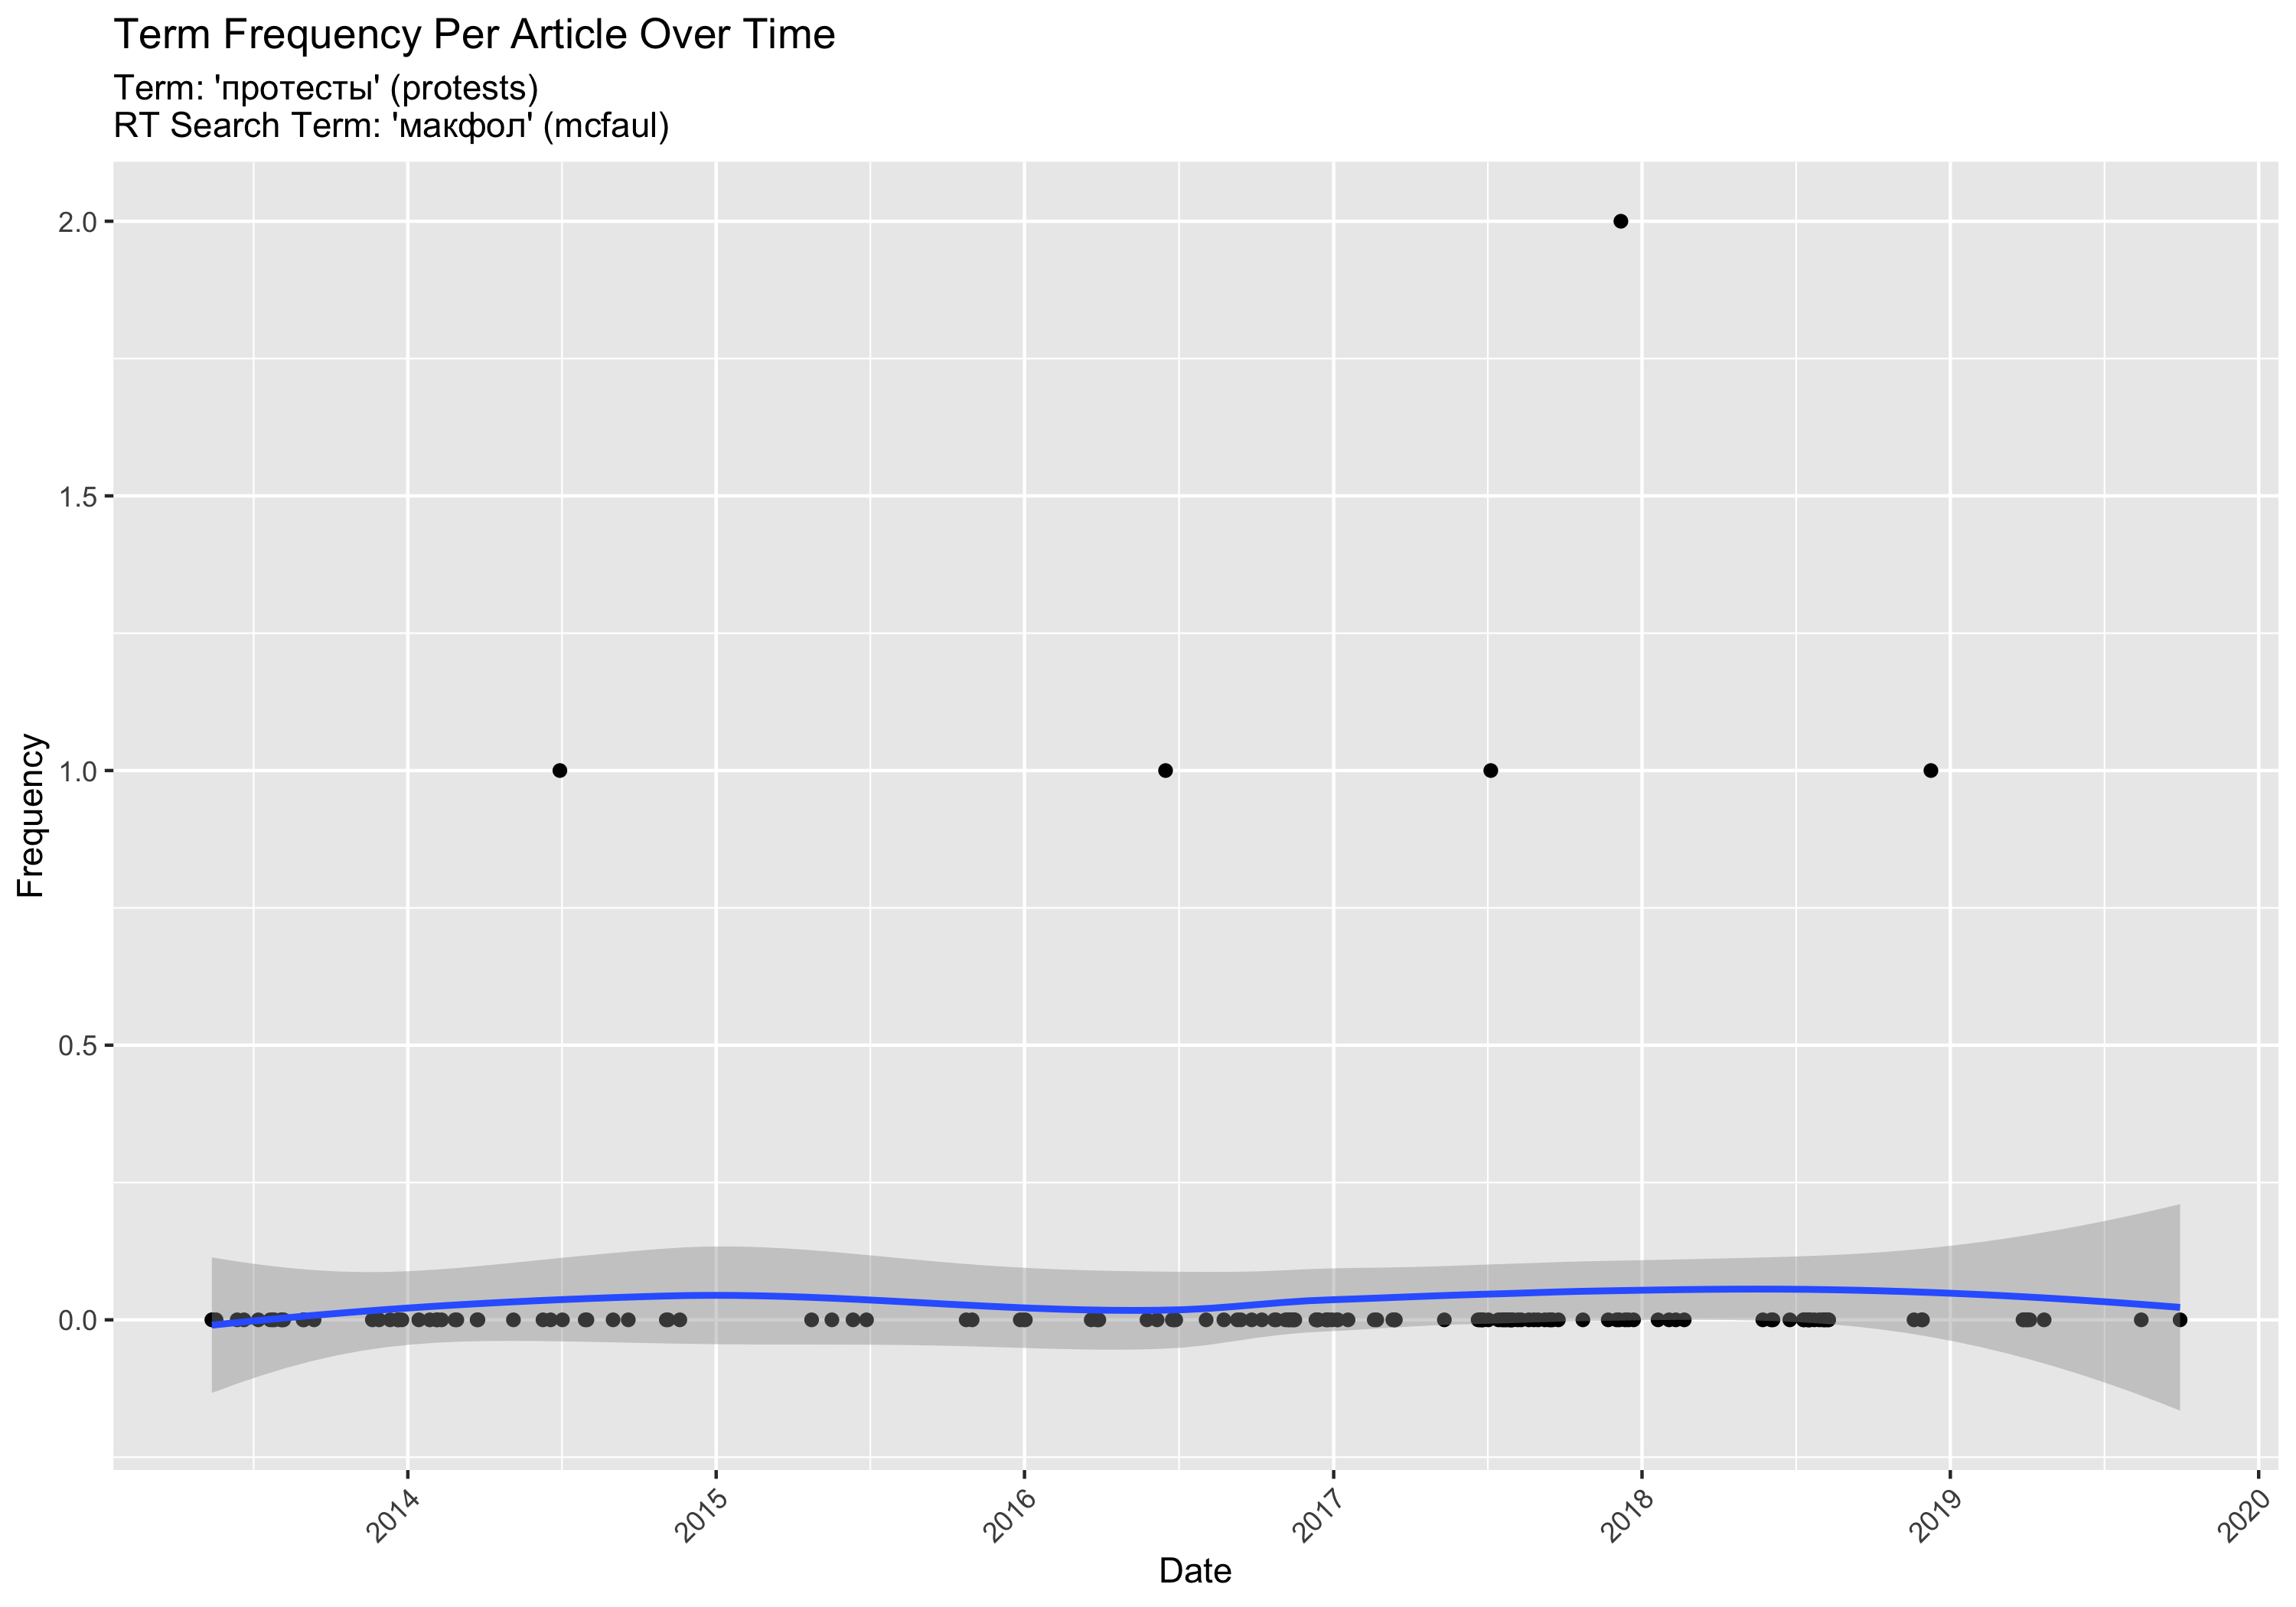 Term Frequency Per Article Over Time
Term: 'протесты' (protests)
RT Search Term: 'макфол' (mcfaul)
Frequency
2.0
1.5
1.0
0.5
0.0
2014
2015
2016
2017
2018
2019
2020
Date